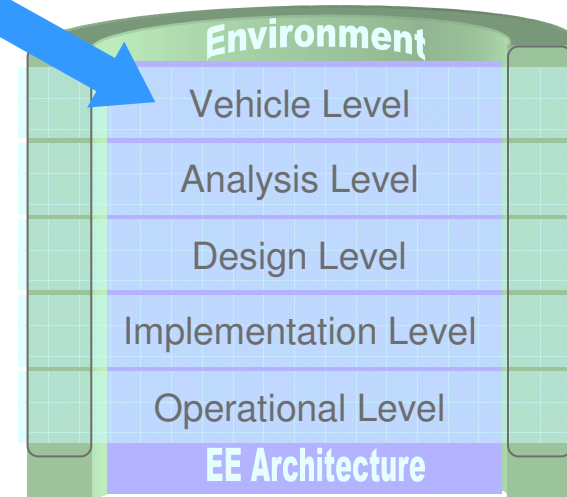 Environment
Vehicle Level
Analysis Level
Design Level
Implementation Level
Operational Level
EE Architecture